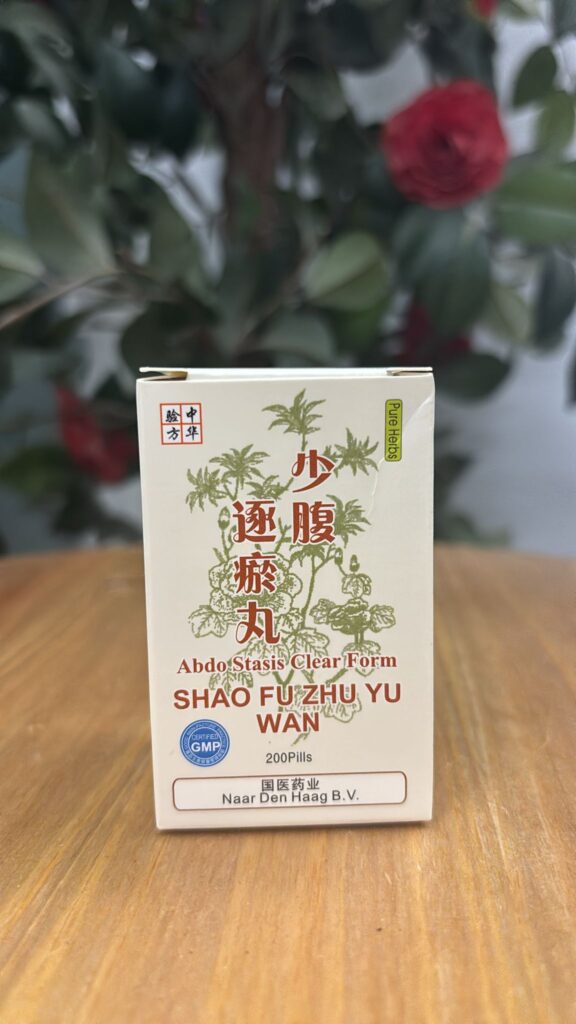 中华
验方
Pure Herbs
少腹
逐瘀丸
Abdo Stasis Clear Form
SHAO FU ZHU YU
WAN
CERTIFIED
GMP
200Pills
国医药业
Naar Den Haag B.V.